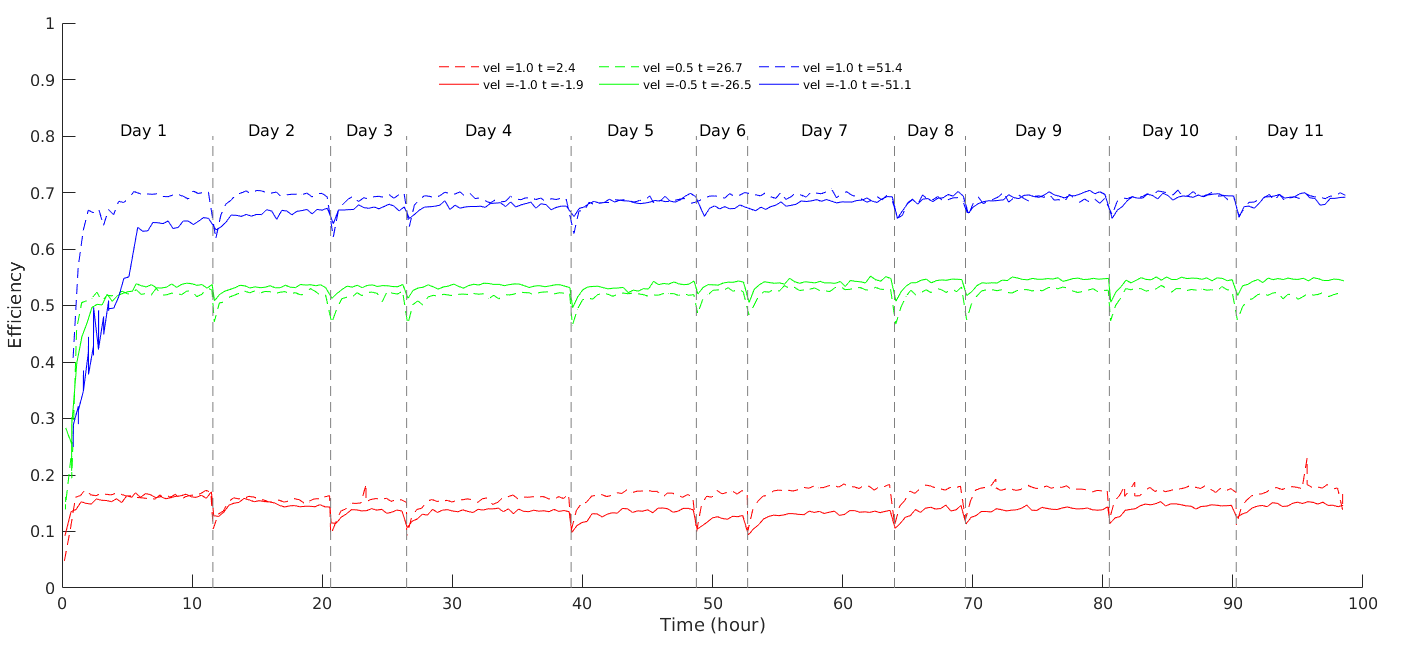 1
0.9
0.8
0.7
0.6
0.5
0.4
0.3
0.2
0.1
0
Efficiency
vel =1.0 t =2.4 vel =0.5 t =26.7 vel =1.0 t =51.4
vel =-1.0 t =-1.9 vel =-0.5 t =-26.5 vel =-1.0 t =-51.1
Day 1 Day 2 Day 3 Day 4 Day 5 Day 6 Day 7 Day 8 Day 9 Day 10 Day 11
0 10 20 30 40 50 60 70 80 90 100
Time (hour)